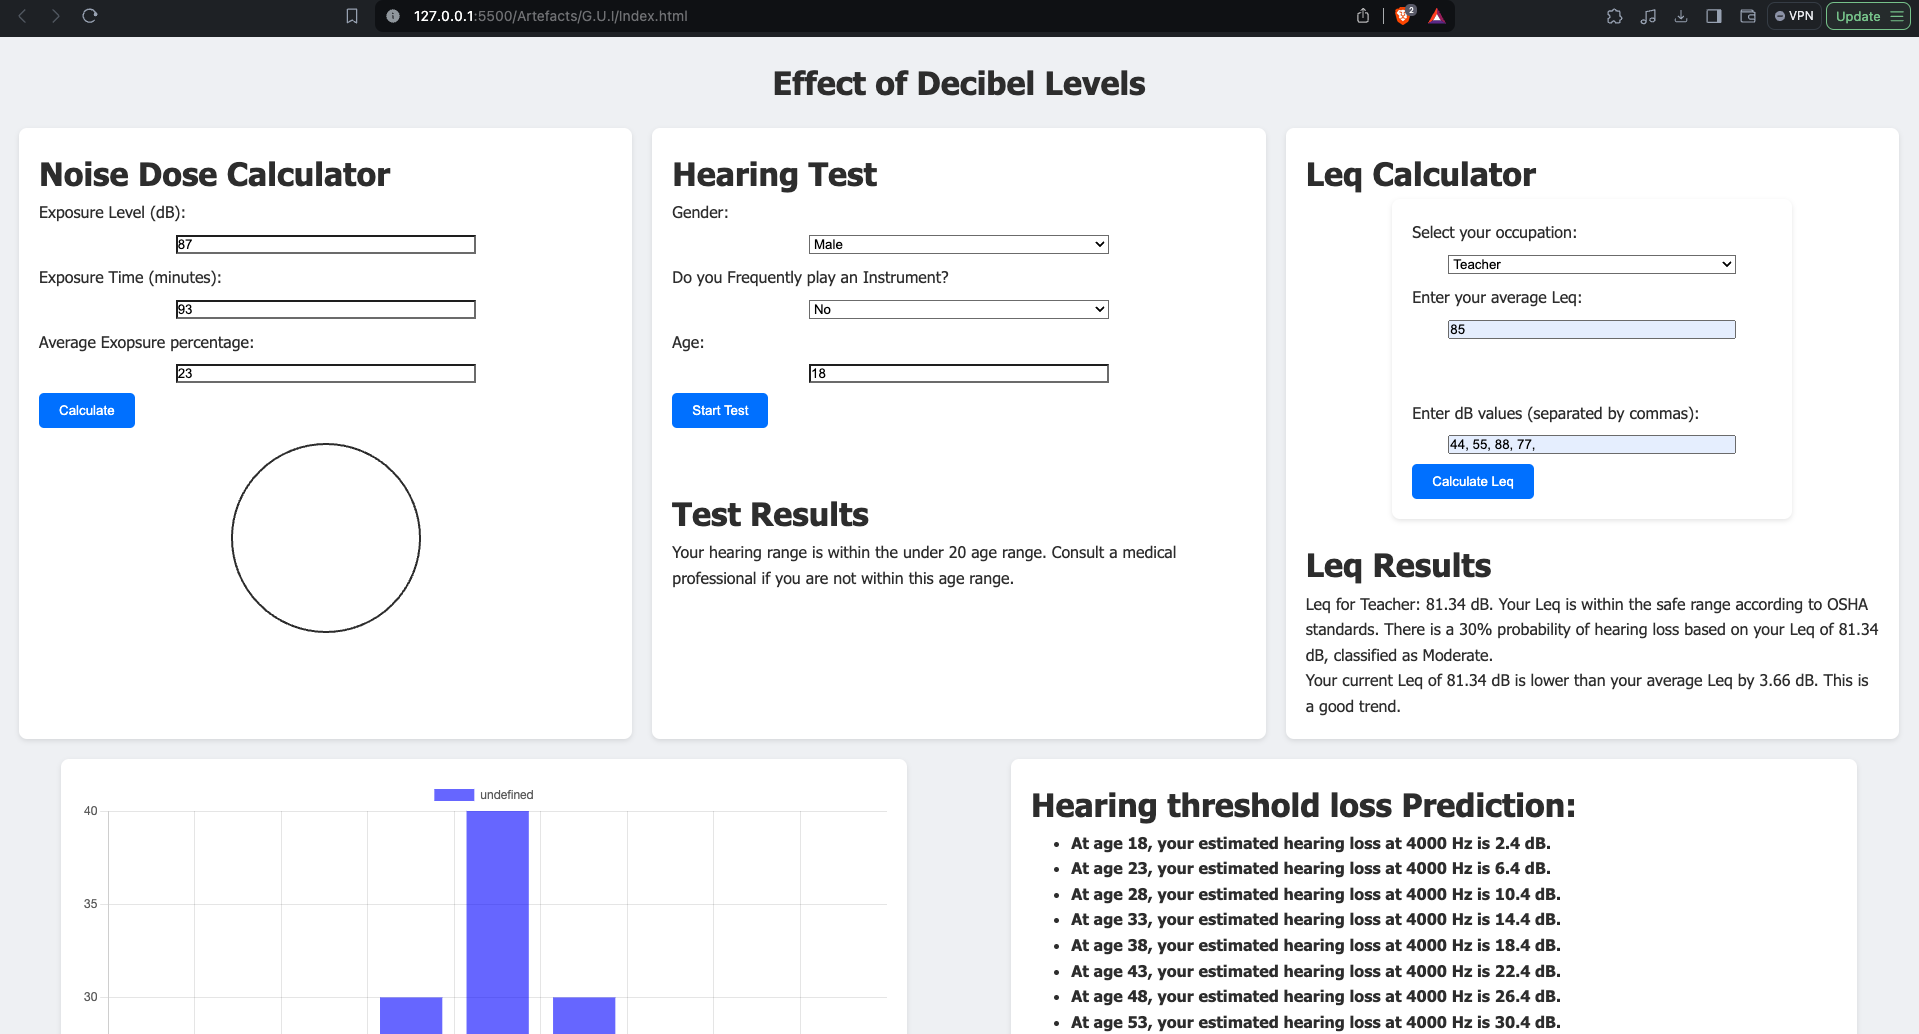 127.0.0.1:5500/Artefacts/G.U.I/Index.html
2
VPN
Update
Effect of Decibel Levels
Noise Dose Calculator
Exposure Level (dB):
87
Exposure Time (minutes):
93
Average Exopsure percentage:
23
Calculate
Hearing Test
Gender:
Male
Do you Frequently play an Instrument?
No
Age:
18
Start Test
Test Results
Your hearing range is within the under 20 age range. Consult a medical
professional if you are not within this age range.
Leq Calculator
Select your occupation:
Teacher
Enter your average Leq:
85
Enter dB values (separated by commas):
44, 55, 88, 77,
Calculate Leq
Leq Results
Leq for Teacher: 81.34 dB. Your Leq is within the safe range according to OSHA
standards. There is a 30% probability of hearing loss based on your Leq of 81.34
dB, classified as Moderate.
Your current Leq of 81.34 dB is lower than your average Leq by 3.66 dB. This is
a good trend.
undefined
40
35
30
Hearing threshold loss Prediction:
• At age 18, your estimated hearing loss at 4000 Hz is 2.4 dB.
• At age 23, your estimated hearing loss at 4000 Hz is 6.4 dB.
• At age 28, your estimated hearing loss at 4000 Hz is 10.4 dB.
• At age 33, your estimated hearing loss at 4000 Hz is 14.4 dB.
• At age 38, your estimated hearing loss at 4000 Hz is 18.4 dB.
• At age 43, your estimated hearing loss at 4000 Hz is 22.4 dB.
• At age 48, your estimated hearing loss at 4000 Hz is 26.4 dB.
• At age 53, your estimated hearing loss at 4000 Hz is 30.4 dB.